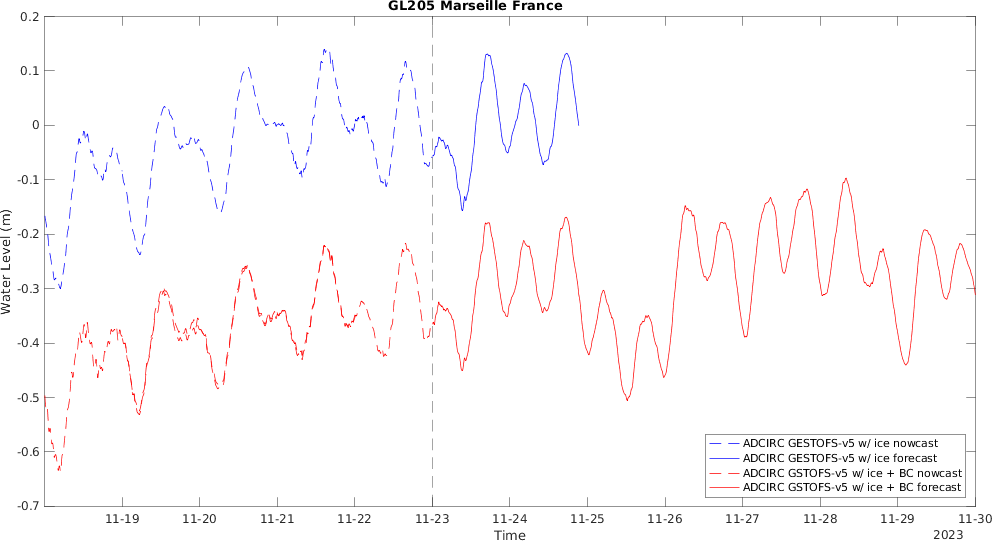 GL205 Marseille France
0.2
0.1
0
-0.1
-0.2
-0.3
-0.4
-0.5
-0.6
-0.7
Water Level (m)
ADCIRC GESTOFS-v5 w/ ice nowcast
ADCIRC GESTOFS-v5 w/ ice forecast
ADCIRC GSTOFS-v5 w/ ice + BC nowcast
ADCIRC GSTOFS-v5 w/ ice + BC forecast
11-19 11-20 11-21 11-22 11-23 11-24 11-25 11-26 11-27 11-28 11-29 11-30
Time
2023